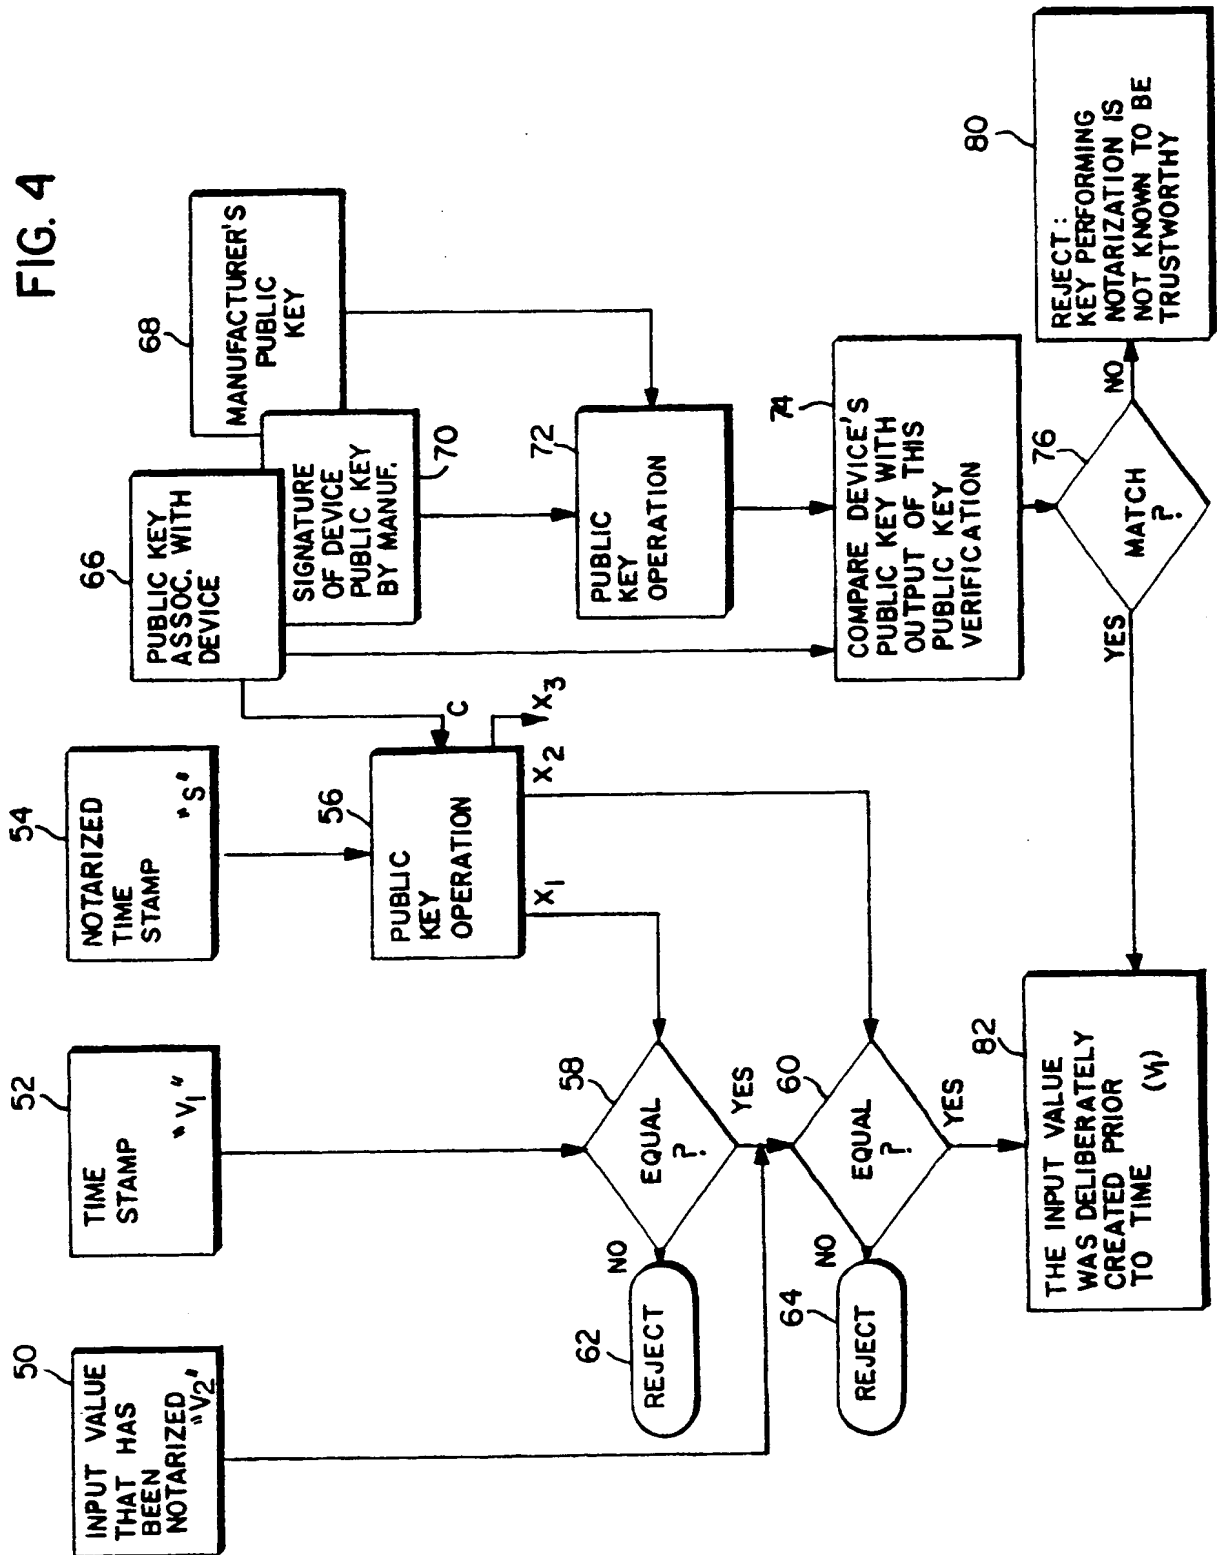 FIG. 4
50
INPUT VALUE
THAT HAS
BEEN
NOTARIZED
"V2"
52
TIME
STAMP
"V1"
54
NOTARIZED
TIME
STAMP
"S"
66
PUBLIC KEY
ASSOC. WITH
DEVICE
68
MANUFACTURER'S
PUBLIC
KEY
SIGNATURE
OF DEVICE
PUBLIC KEY
BY MANUF.
70
C
56
PUBLIC
KEY
OPERATION
X1
X2
X3
72
PUBLIC
KEY
OPERATION
58
EQUAL
?
NO
YES
62
REJECT
60
EQUAL
?
NO
YES
64
REJECT
74
COMPARE DEVICE'S
PUBLIC KEY WITH
OUTPUT OF THIS
PUBLIC KEY
VERIFICATION
76
MATCH
?
YES
NO
80
REJECT:
KEY PERFORMING
NOTARIZATION IS
NOT KNOWN TO BE
TRUSTWORTHY
82
THE INPUT VALUE
WAS DELIBERATELY
CREATED PRIOR
TO TIME (V1)